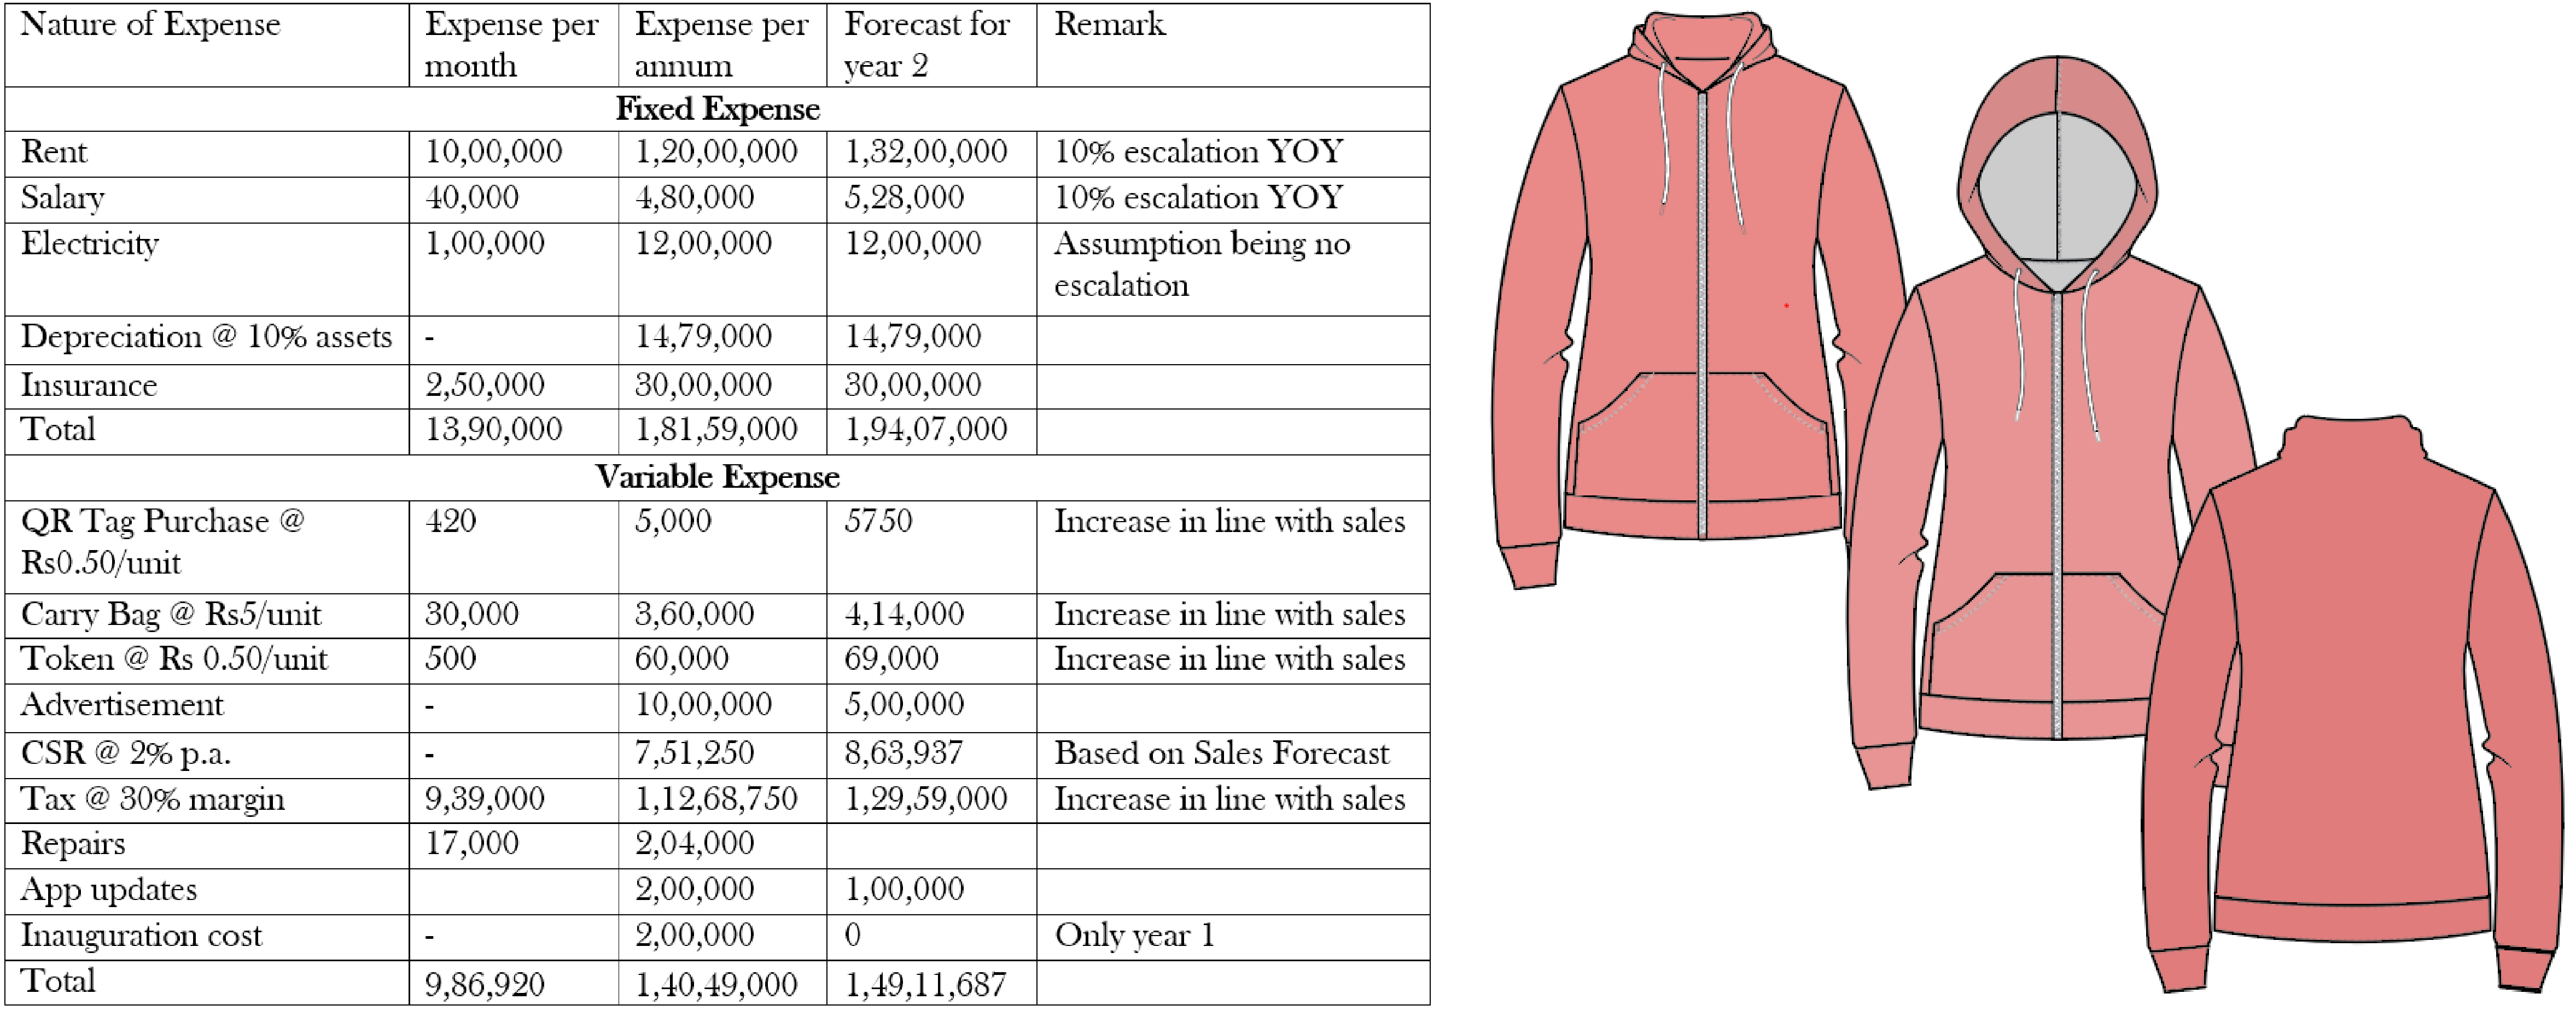 Nature of Expense Expense per month Expense per annum Forecast for year 2 Remark
Fixed Expense
Rent 10,00,000 1,20,00,000 1,32,00,000 10% escalation YOY
Salary 40,000 4,80,000 5,28,000 10% escalation YOY
Electricity 1,00,000 12,00,000 12,00,000 Assumption being no escalation
Depreciation @ 10% assets - 14,79,000 14,79,000
Insurance 2,50,000 30,00,000 30,00,000
Total 13,90,000 1,81,59,000 1,94,07,000
Variable Expense
QR Tag Purchase @ Rs0.50/unit 420 5,000 5750 Increase in line with sales
Carry Bag @ Rs5/unit 30,000 3,60,000 4,14,000 Increase in line with sales
Token @ Rs 0.50/unit 500 60,000 69,000 Increase in line with sales
Advertisement - 10,00,000 5,00,000
CSR @ 2% p.a. - 7,51,250 8,63,937 Based on Sales Forecast
Tax @ 30% margin 9,39,000 1,12,68,750 1,29,59,000 Increase in line with sales
Repairs 17,000 2,04,000
App updates 2,00,000 1,00,000
Inauguration cost - 2,00,000 0 Only year 1
Total 9,86,920 1,40,49,000 1,49,11,687